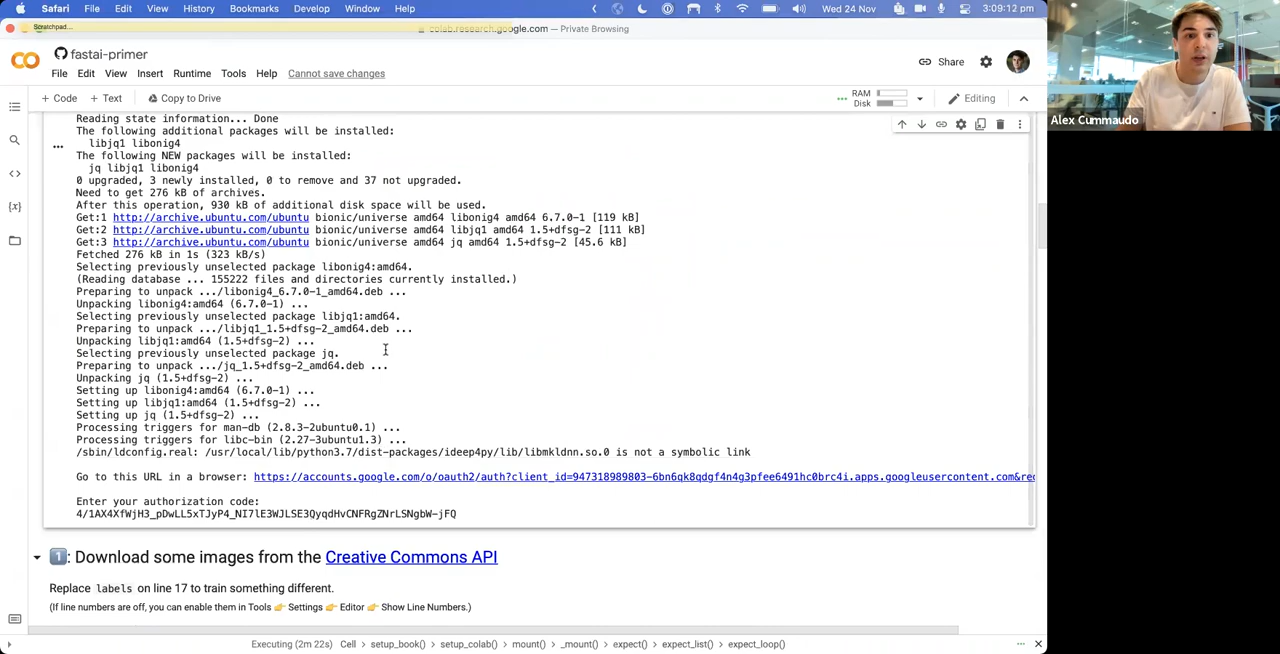 Safari File Edit View History Bookmarks Develop Window Help Wed 24 Nov 3:09:12 pm
Scratchpad...
colab.research.google.com — Private Browsing
fastai-primer
Share
File Edit View Insert Runtime Tools Help Cannot save changes
+ Code + Text Copy to Drive
RAM
Disk
Editing
Alex Cummaudo
Reading state information... Done
The following additional packages will be installed:
libjq1 libonig4
The following NEW packages will be installed:
jq libjq1 libonig4
0 upgraded, 3 newly installed, 0 to remove and 37 not upgraded.
Need to get 276 kB of archives.
After this operation, 930 kB of additional disk space will be used.
Get:1 http://archive.ubuntu.com/ubuntu bionic/universe amd64 libonig4 amd64 6.7.0-1 [119 kB]
Get:2 http://archive.ubuntu.com/ubuntu bionic/universe amd64 libjq1 amd64 1.5+dfsg-2 [111 kB]
Get:3 http://archive.ubuntu.com/ubuntu bionic/universe amd64 jq amd64 1.5+dfsg-2 [45.6 kB]
Fetched 276 kB in 1s (323 kB/s)
Selecting previously unselected package libonig4:amd64.
(Reading database ... 155222 files and directories currently installed.)
Preparing to unpack .../libonig4_6.7.0-1_amd64.deb ...
Unpacking libonig4:amd64 (6.7.0-1) ...
Selecting previously unselected package libjq1:amd64.
Preparing to unpack .../libjq1_1.5+dfsg-2_amd64.deb ...
Unpacking libjq1:amd64 (1.5+dfsg-2) ...
Selecting previously unselected package jq.
Preparing to unpack .../jq_1.5+dfsg-2_amd64.deb ...
Unpacking jq (1.5+dfsg-2) ...
Setting up libonig4:amd64 (6.7.0-1) ...
Setting up libjq1:amd64 (1.5+dfsg-2) ...
Setting up jq (1.5+dfsg-2) ...
Processing triggers for man-db (2.8.3-2ubuntu0.1) ...
Processing triggers for libc-bin (2.27-3ubuntu1.3) ...
/sbin/ldconfig.real: /usr/local/lib/python3.7/dist-packages/ideep4py/lib/libmkldnn.so.0 is not a symbolic link
Go to this URL in a browser: https://accounts.google.com/o/oauth2/auth?client_id=947318989803-6bn6qk8qdgf4n4g3pfee6491hc0brc4i.apps.googleusercontent.com&red
Enter your authorization code:
4/1AX4XfWjH3_pDwLL5xTJyP4_NI7lE3WJLSE3QyqdHvCNFRgZNrLSNgbW-jFQ
1: Download some images from the Creative Commons API
Replace labels on line 17 to train something different.
(If line numbers are off, you can enable them in Tools 👉 Settings 👉 Editor 👉 Show Line Numbers.)
Executing (2m 22s) Cell > setup_book() > setup_colab() > mount() > _mount() > expect() > expect_list() > expect_loop()